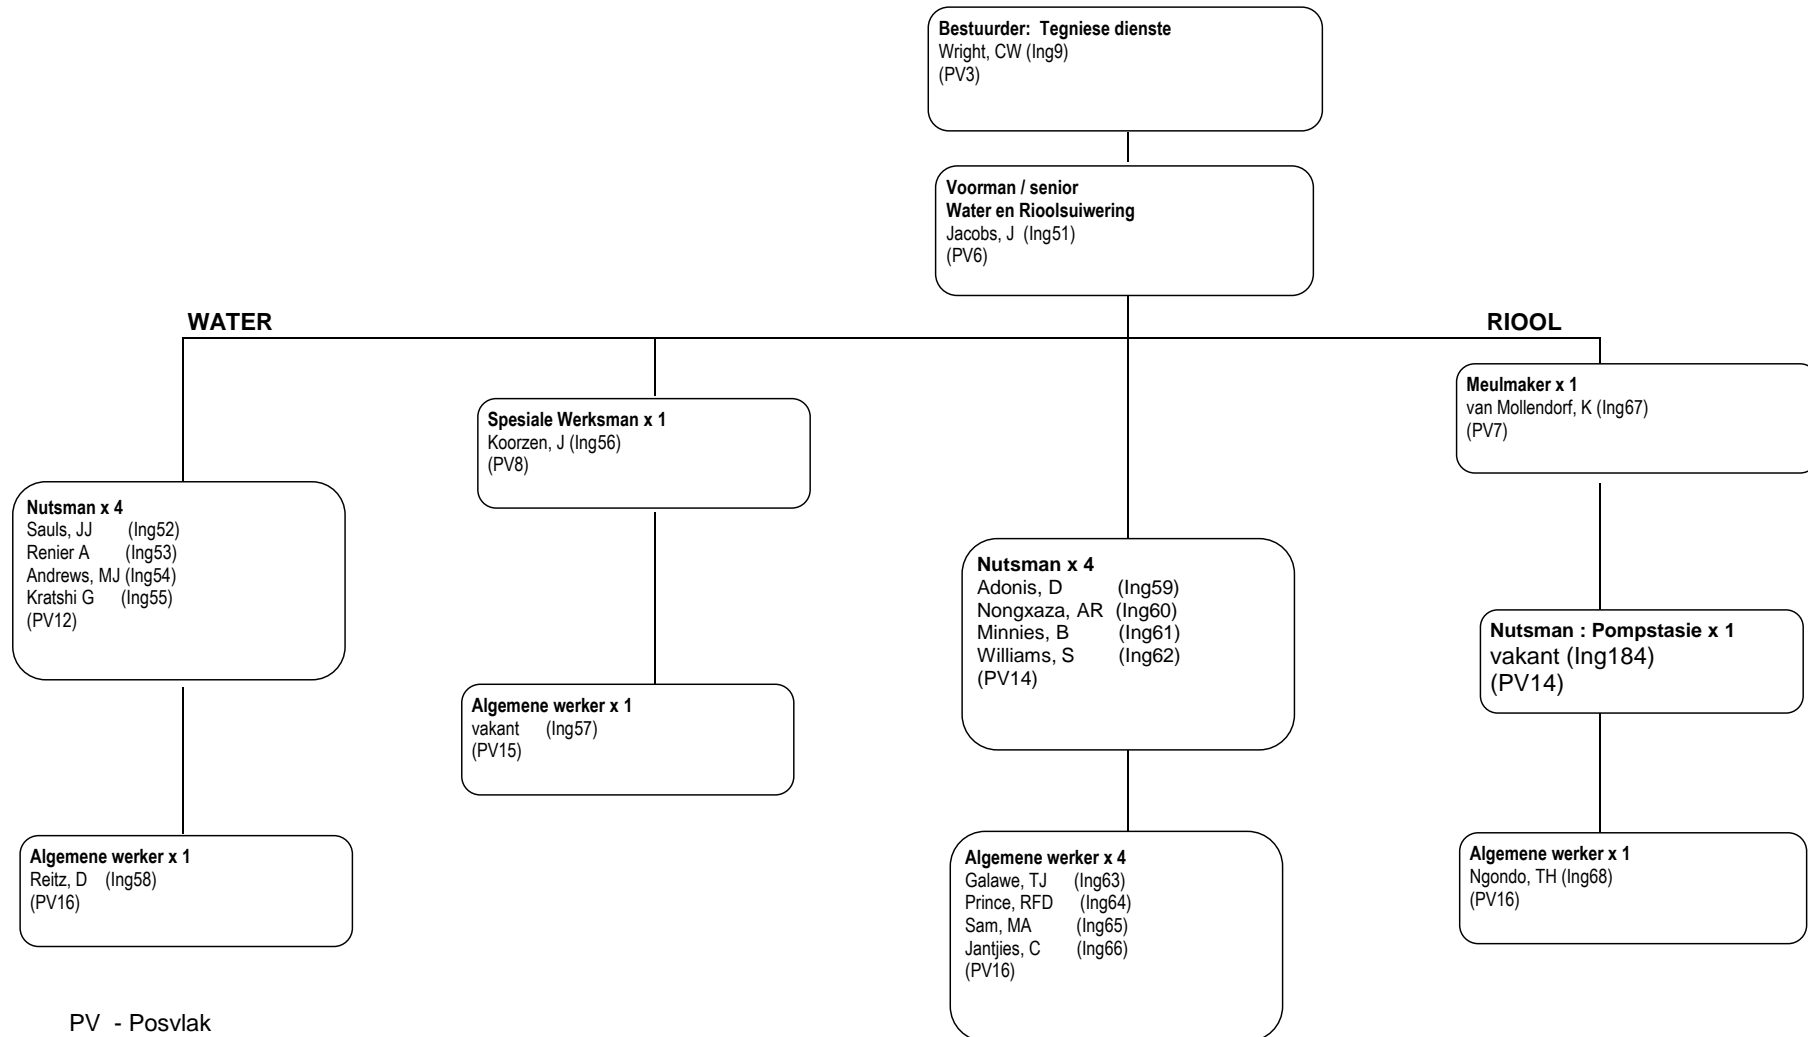 Bestuurder: Tegniese dienste
Wright, CW (Ing9)
(PV3)
Voorman / senior
Water en Rioolsuiwering
Jacobs, J (Ing51)
(PV6)
WATER
RIOOL
Nutsman x 4
Sauls, JJ (Ing52)
Renier A (Ing53)
Andrews, MJ (Ing54)
Kratshi G (Ing55)
(PV12)
Algemene werker x 1
Reitz, D (Ing58)
(PV16)
Spesiale Werksman x 1
Koorzen, J (Ing56)
(PV8)
Algemene werker x 1
vakant (Ing57)
(PV15)
Nutsman x 4
Adonis, D (Ing59)
Nongxaza, AR (Ing60)
Minnies, B (Ing61)
Williams, S (Ing62)
(PV14)
Algemene werker x 4
Galawe, TJ (Ing63)
Prince, RFD (Ing64)
Sam, MA (Ing65)
Jantjies, C (Ing66)
(PV16)
Meulmaker x 1
van Mollendorf, K (Ing67)
(PV7)
Nutsman : Pompstasie x 1
vakant (Ing184)
(PV14)
Algemene werker x 1
Ngondo, TH (Ing68)
(PV16)
PV - Posvlak